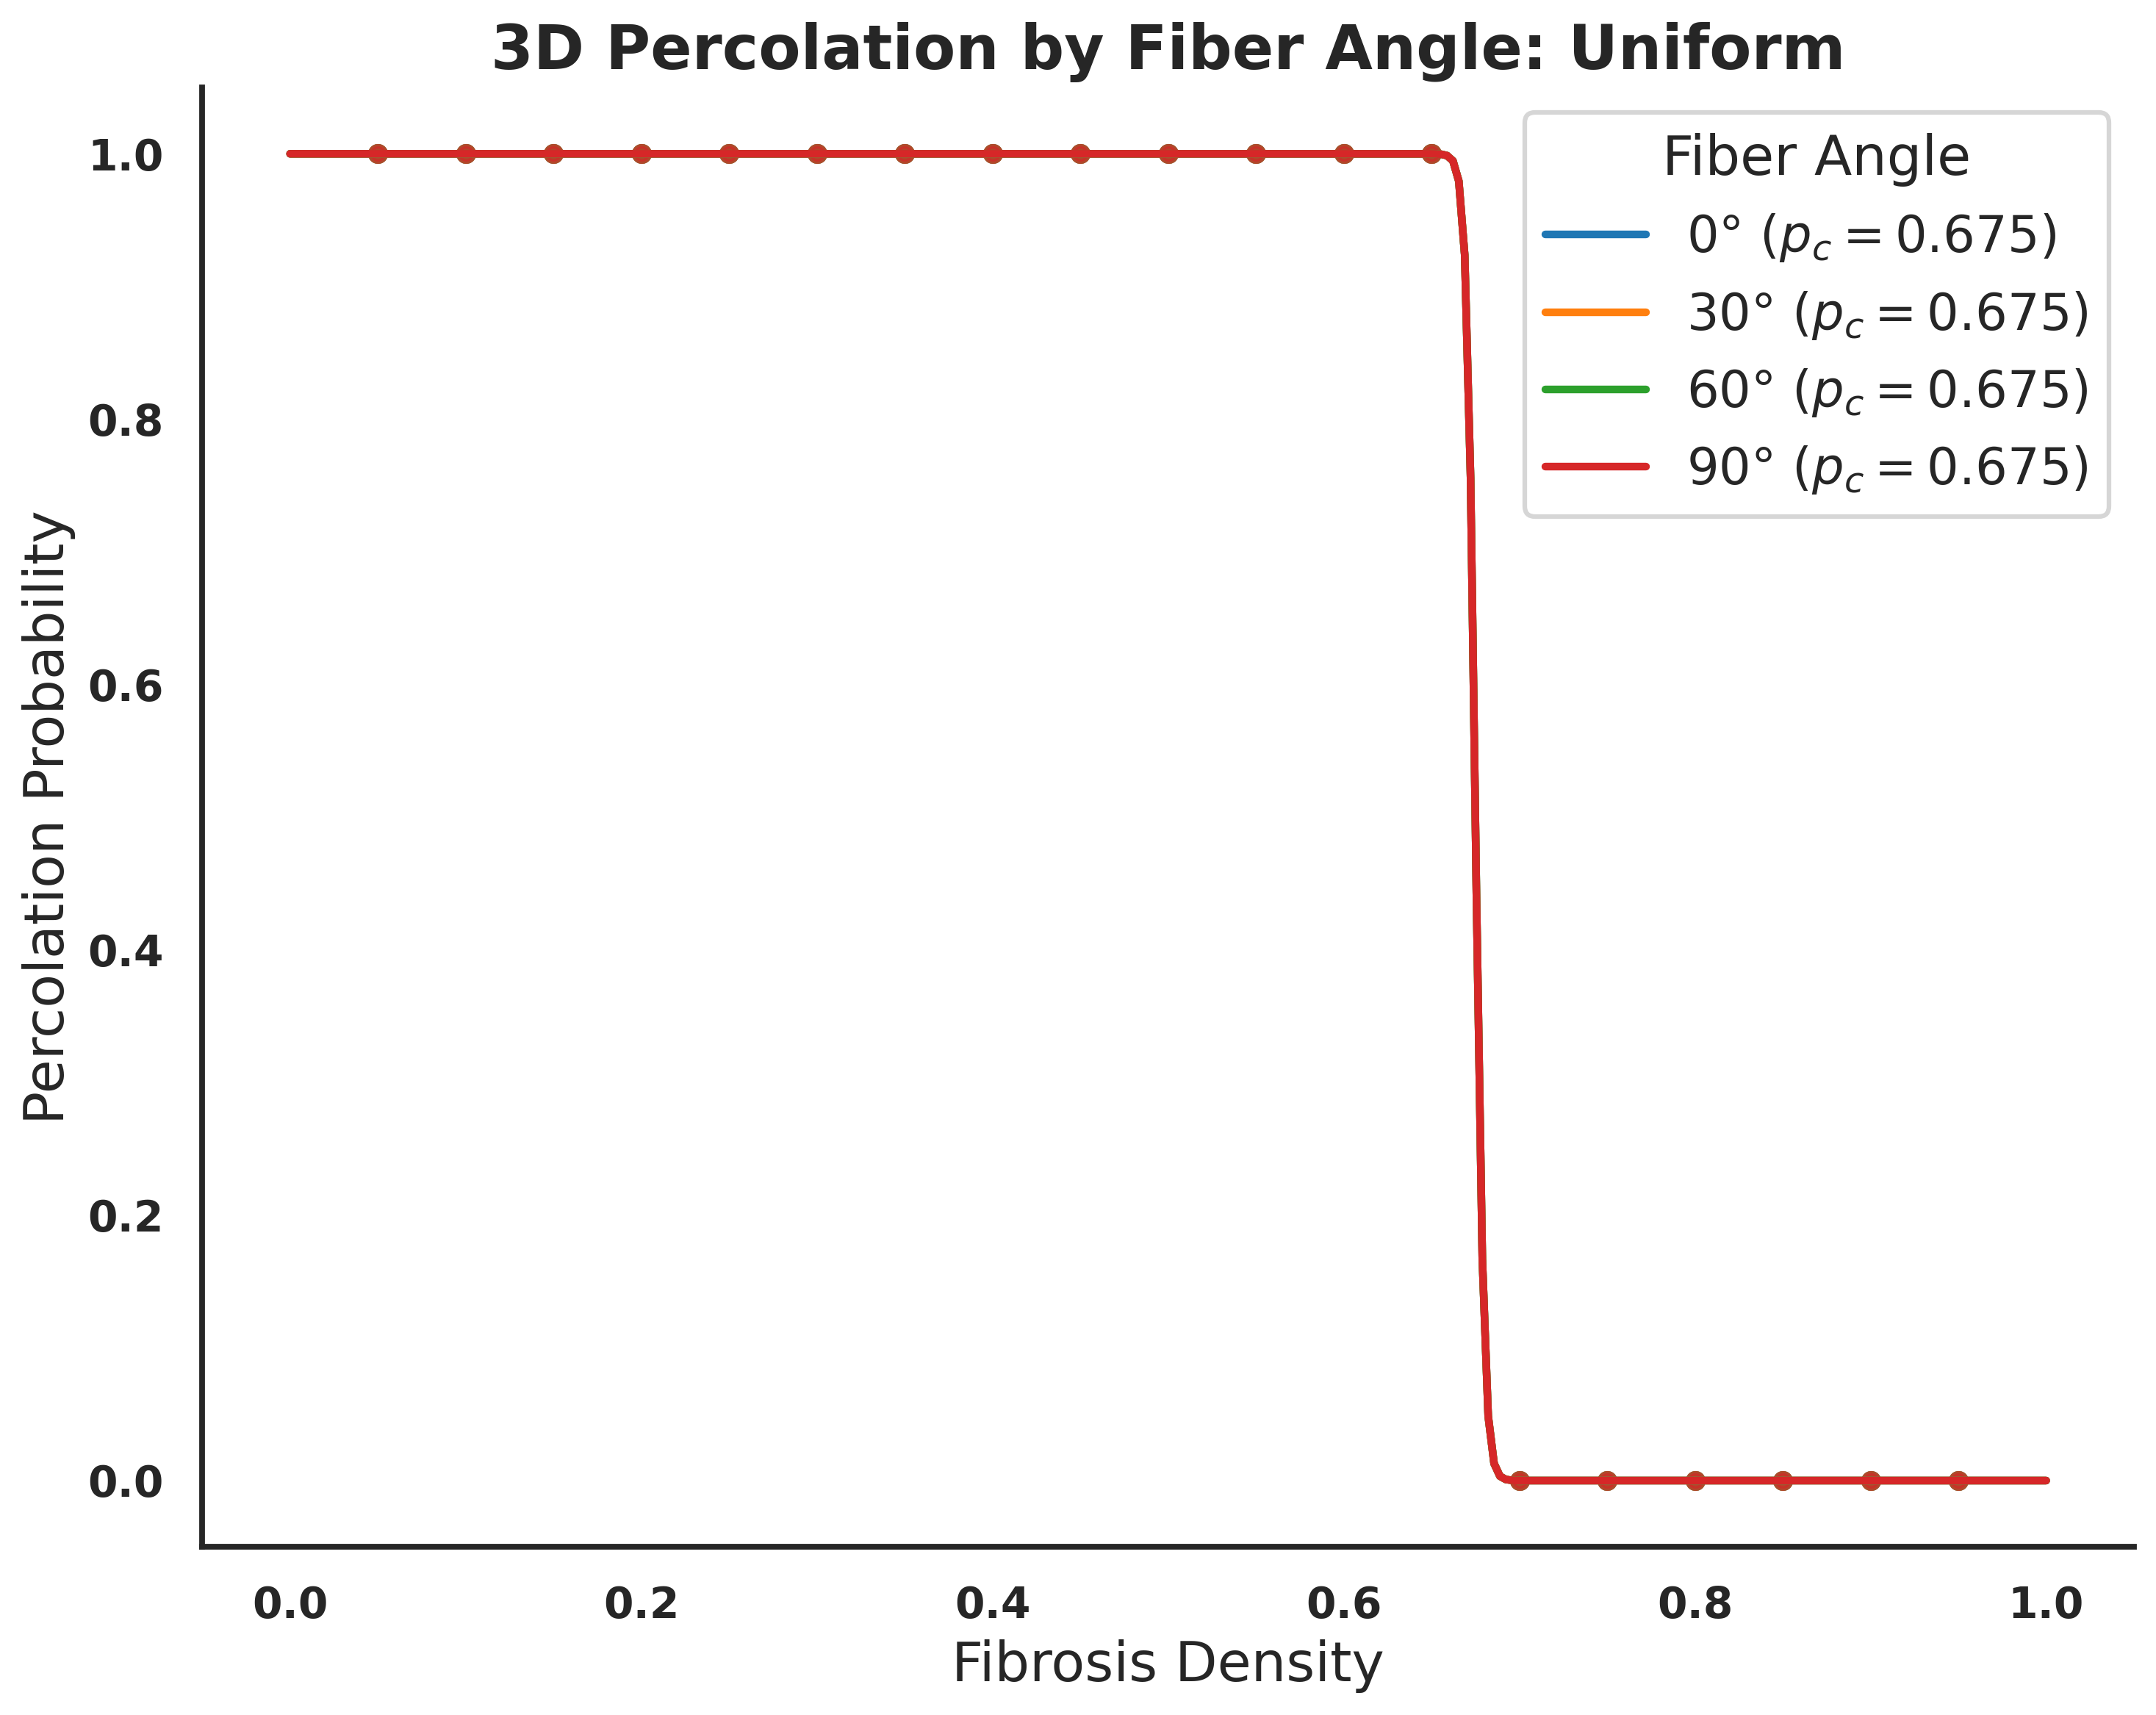 3D Percolation by Fiber Angle: Uniform
Fiber Angle
0° (p_c = 0.675)
30° (p_c = 0.675)
60° (p_c = 0.675)
90° (p_c = 0.675)
Percolation Probability
1.0
0.8
0.6
0.4
0.2
0.0
0.0 0.2 0.4 0.6 0.8 1.0
Fibrosis Density